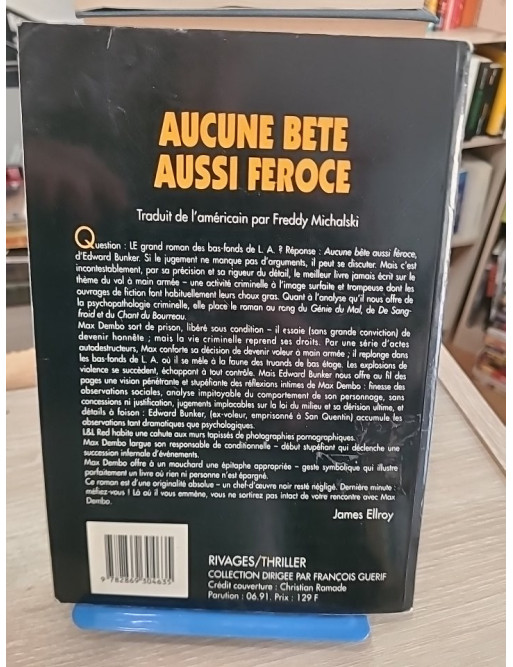 AUCUNE BETE
AUSSI FEROCE
Traduit de l'américain par Freddy Michalski
Question : LE grand roman des bas-fonds de L. A. ? Réponse : Aucune bête aussi féroce,
d'Edward Bunker. Si le jugement ne manque pas d'arguments, il peut se discuter. Mais c'est
incontestablement, par sa précision et sa rigueur du détail, le meilleur livre jamais écrit sur le
thème du vol à main armée – une activité criminelle à l'image surfaite et trompeuse dont les
ouvrages de fiction font habituellement leurs choux gras. Quant à l'analyse qu'il nous offre de
la psychopathologie criminelle, elle place le roman au rang du Génie du Mal, de De Sang-
froid et du Chant du Bourreau.
Max Dembo sort de prison, libéré sous condition – il essaie (sans grande conviction) de
devenir honnête ; mais la vie criminelle reprend ses droits. Par une série d'actes
autodestructeurs, Max conforte sa décision de devenir voleur à main armée ; il replonge dans
les bas-fonds de L. A. où il se mêle à la faune des truands de bas étage. Les explosions de
violence se succèdent, échappant à tout contrôle. Mais Edward Bunker nous offre au fil des
pages une vision pénétrante et stupéfiante des réflexions intimes de Max Dembo : finesse des
observations sociales, analyse impitoyable du comportement de son personnage, sans
concessions ni justification, jugements implacables sur la loi du milieu et sa dérision ultime, et
détails à foison ; Edward Bunker, (ex-voleur, emprisonné à San Quentin) accumule les
observations tant dramatiques que psychologiques.
L&L Red habite une cahute aux murs tapissés de photographies pornographiques.
Max Dembo largue son responsable de conditionnelle – début stupéfiant qui déclenche une
succession infernale d'évènements.
Max Dembo offre à un mouchard une épitaphe appropriée – geste symbolique qui illustre
parfaitement un livre où rien ni personne n'est épargné.
Ce roman est d'une originalité absolue – un chef-d'œuvre noir resté négligé. Dernière minute :
méfiez-vous ! Là où il vous emmène, vous ne sortirez pas intact de votre rencontre avec Max
Dembo.
James Ellroy
RIVAGES/THRILLER
COLLECTION DIRIGEE PAR FRANÇOIS GUERIF
Crédit couverture : Christian Ramade
Parution : 06.91. Prix : 129 F
9 782869 304635